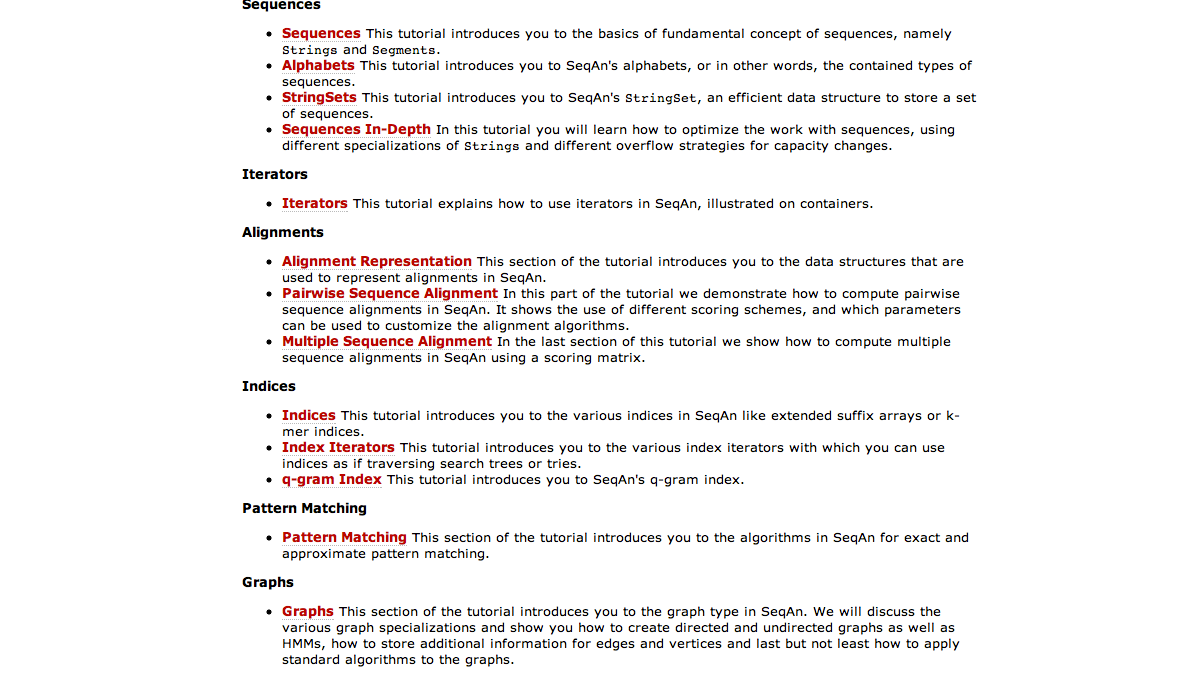 Sequences
Sequences This tutorial introduces you to the basics of fundamental concept of sequences, namely
Strings and Segments.
Alphabets This tutorial introduces you to SeqAn's alphabets, or in other words, the contained types of
sequences.
StringSets This tutorial introduces you to SeqAn's StringSet, an efficient data structure to store a set
of sequences.
Sequences In-Depth In this tutorial you will learn how to optimize the work with sequences, using
different specializations of Strings and different overflow strategies for capacity changes.
Iterators
Iterators This tutorial explains how to use iterators in SeqAn, illustrated on containers.
Alignments
Alignment Representation This section of the tutorial introduces you to the data structures that are
used to represent alignments in SeqAn.
Pairwise Sequence Alignment In this part of the tutorial we demonstrate how to compute pairwise
sequence alignments in SeqAn. It shows the use of different scoring schemes, and which parameters
can be used to customize the alignment algorithms.
Multiple Sequence Alignment In the last section of this tutorial we show how to compute multiple
sequence alignments in SeqAn using a scoring matrix.
Indices
Indices This tutorial introduces you to the various indices in SeqAn like extended suffix arrays or k-
mer indices.
Index Iterators This tutorial introduces you to the various index iterators with which you can use
indices as if traversing search trees or tries.
q-gram Index This tutorial introduces you to SeqAn's q-gram index.
Pattern Matching
Pattern Matching This section of the tutorial introduces you to the algorithms in SeqAn for exact and
approximate pattern matching.
Graphs
Graphs This section of the tutorial introduces you to the graph type in SeqAn. We will discuss the
various graph specializations and show you how to create directed and undirected graphs as well as
HMMs, how to store additional information for edges and vertices and last but not least how to apply
standard algorithms to the graphs.